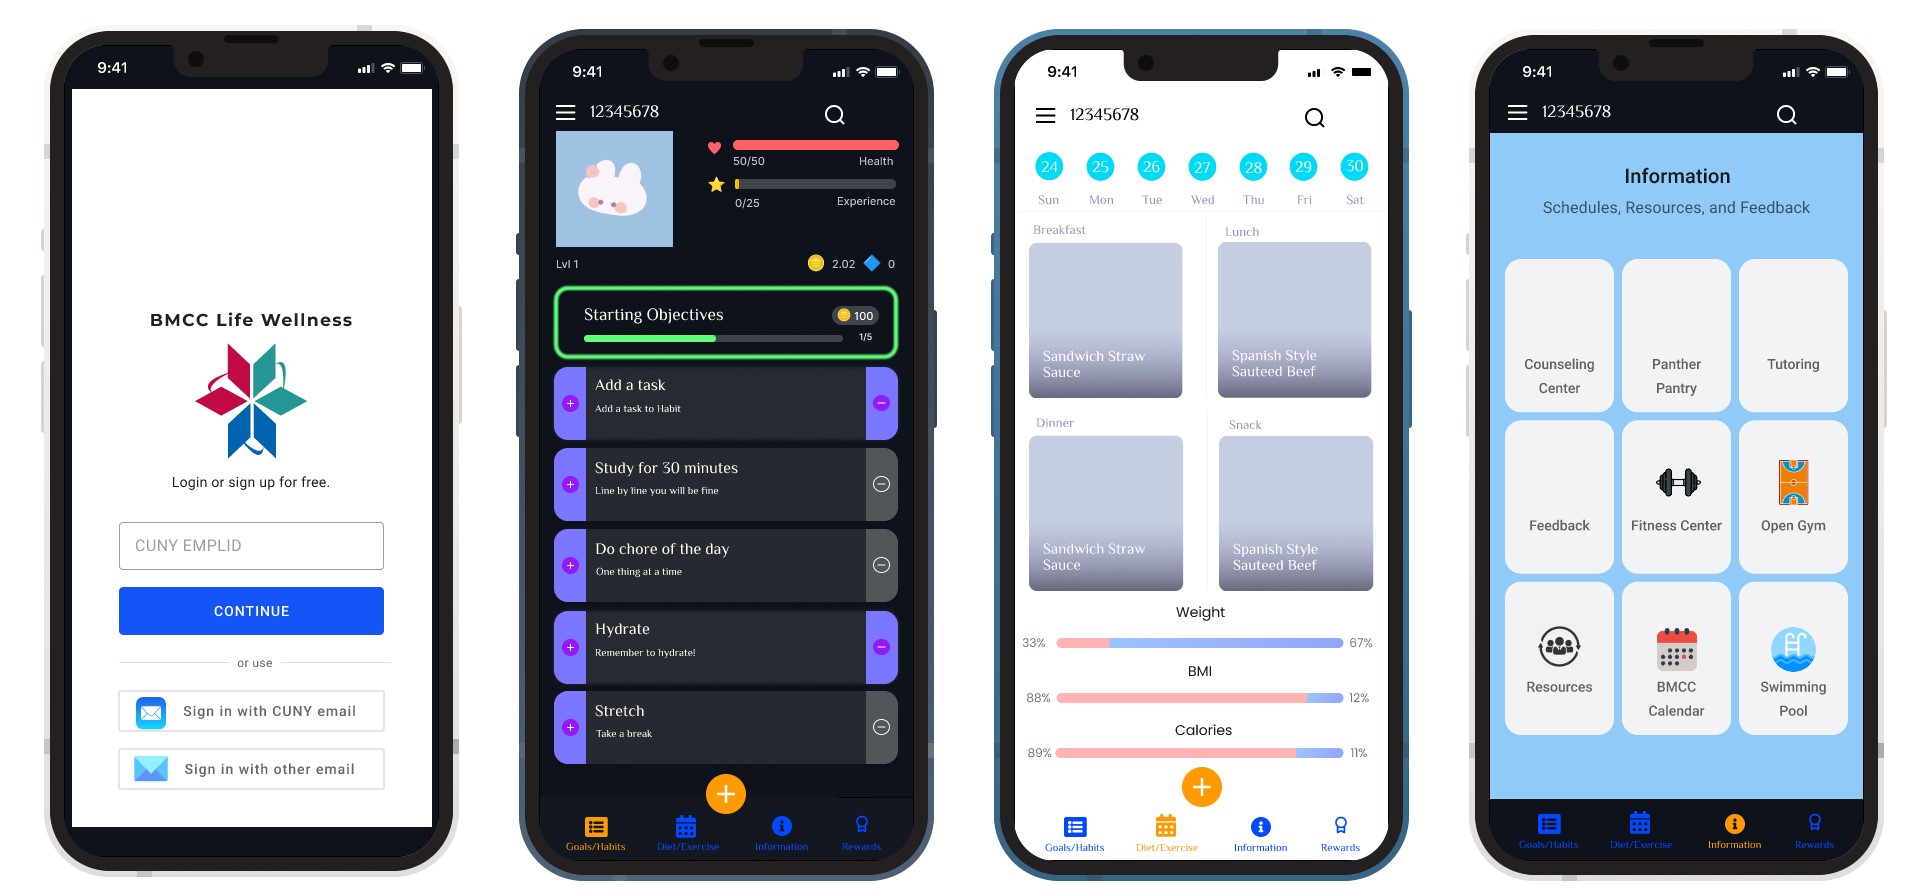 9:41
BMCC Life Wellness
Login or sign up for free.
CUNY EMPLID
CONTINUE
or use
Sign in with CUNY email
Sign in with other email
9:41
12345678
50/50 Health
0/25 Experience
Lvl 1 2.02 0
Starting Objectives 100
1/5
Add a task
Add a task to Habit
Study for 30 minutes
Line by line you will be fine
Do chore of the day
One thing at a time
Hydrate
Remember to hydrate!
Stretch
Take a break
Goals/Habits Diet/Exercise Information Rewards
9:41
12345678
24 25 26 27 28 29 30
Sun Mon Tue Wed Thu Fri Sat
Breakfast Lunch
Sandwich Straw
Sauce
Spanish Style
Sauteed Beef
Dinner Snack
Sandwich Straw
Sauce
Spanish Style
Sauteed Beef
Weight
33% 67%
BMI
88% 12%
Calories
89% 11%
Goals/Habits Diet/Exercise Information Rewards
9:41
12345678
Information
Schedules, Resources, and Feedback
Counseling
Center
Panther
Pantry
Tutoring
Feedback
Fitness Center
Open Gym
Resources
BMCC
Calendar
Swimming
Pool
Goals/Habits Diet/Exercise Information Rewards